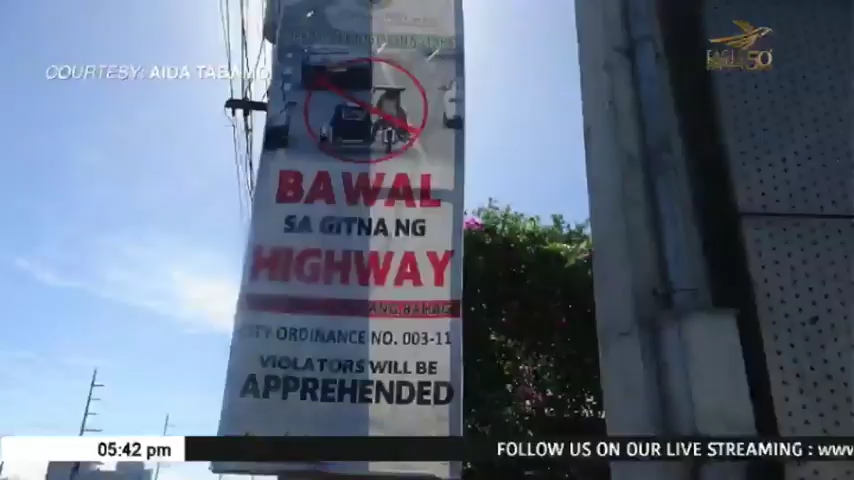 COURTESY: AIDA TABAMO
50
BAWAL
SA GITNA NG
HIGHWAY
CITY ORDINANCE NO. 003-11
VIOLATORS WILL BE
APPREHENDED
05:42 pm
FOLLOW US ON OUR LIVE STREAMING : www